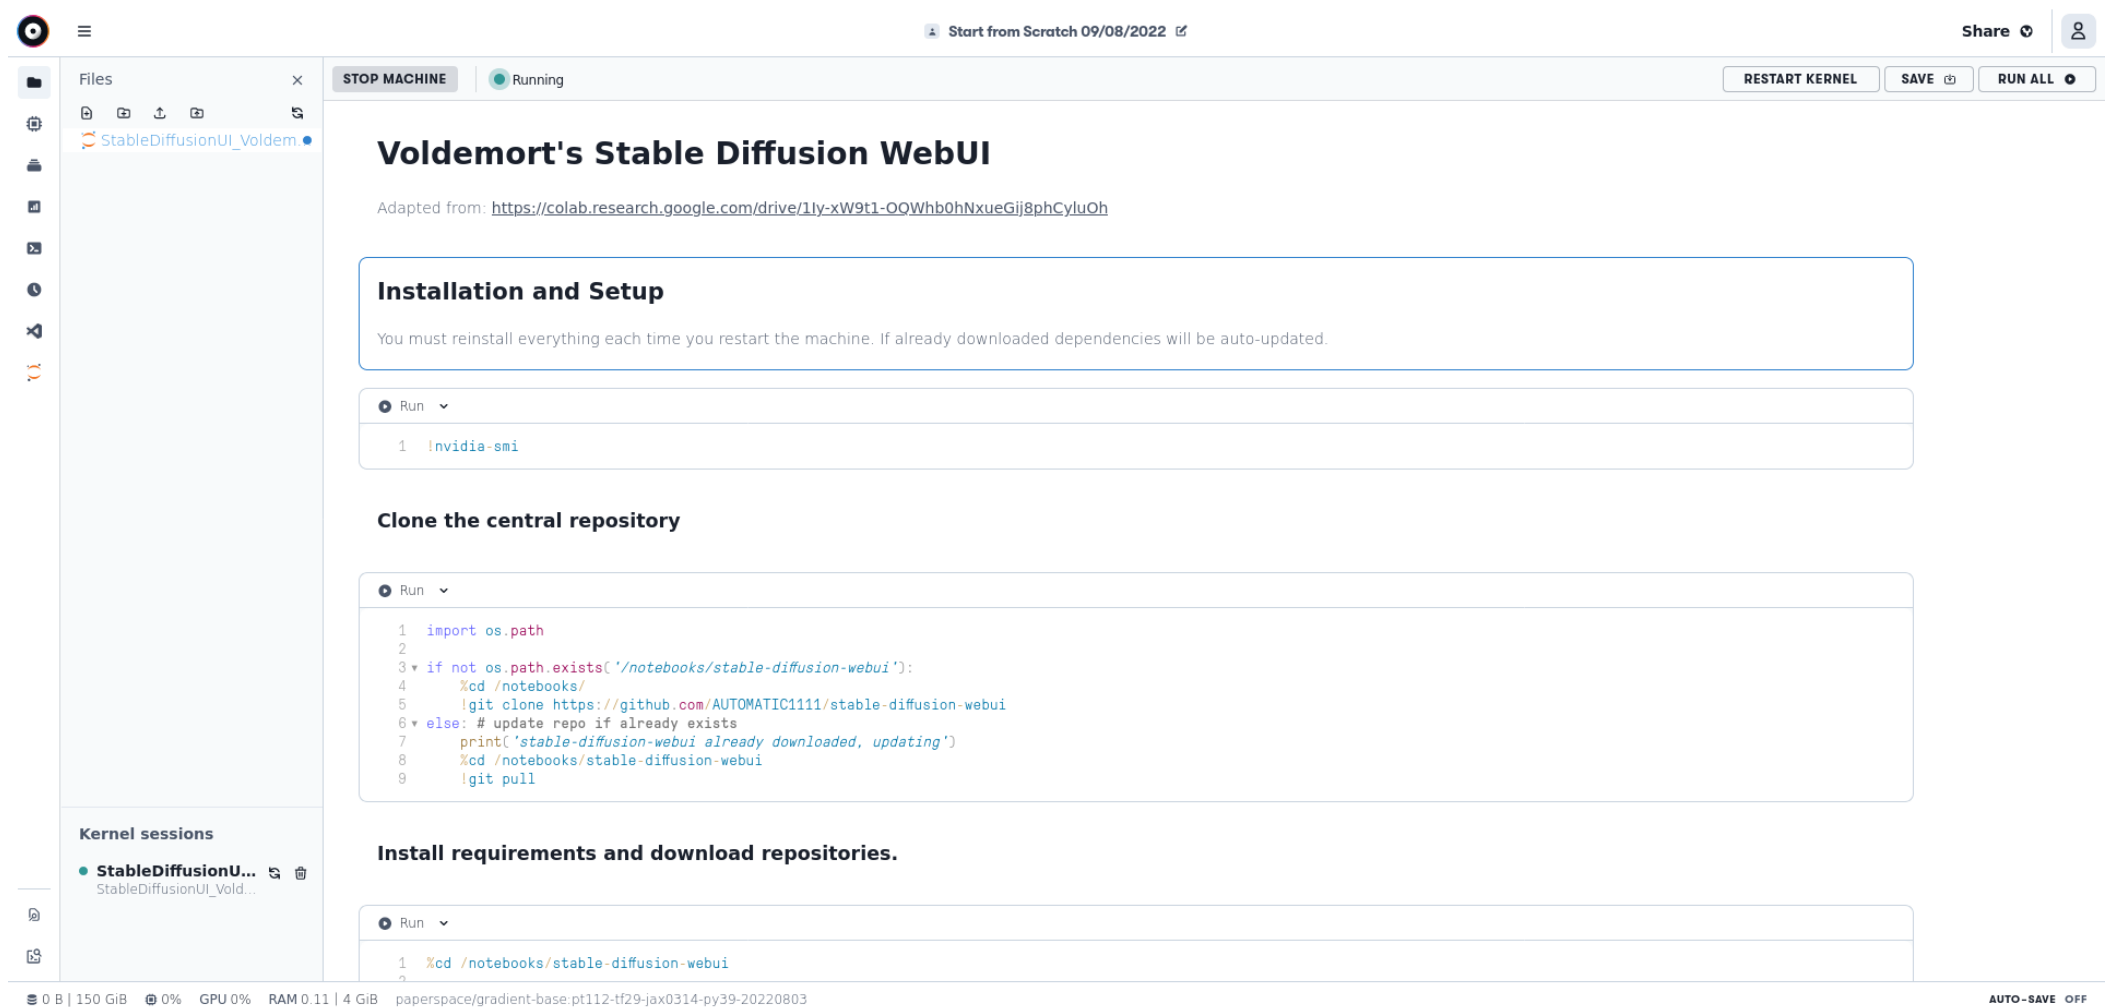 Start from Scratch 09/08/2022
Share
Files
STOP MACHINE
Running
RESTART KERNEL
SAVE
RUN ALL
StableDiffusionUI_Voldem.
Voldemort's Stable Diffusion WebUI
Adapted from: https://colab.research.google.com/drive/1Iy-xW9t1-OQWhb0hNxueGij8phCyluOh
Installation and Setup
You must reinstall everything each time you restart the machine. If already downloaded dependencies will be auto-updated.
Run
1 !nvidia-smi
Clone the central repository
Run
1 import os.path
2
3 if not os.path.exists('/notebooks/stable-diffusion-webui'):
4 %cd /notebooks/
5 !git clone https://github.com/AUTOMATIC1111/stable-diffusion-webui
6 else: # update repo if already exists
7 print('stable-diffusion-webui already downloaded, updating')
8 %cd /notebooks/stable-diffusion-webui
9 !git pull
Install requirements and download repositories.
Run
1 %cd /notebooks/stable-diffusion-webui
2
Kernel sessions
StableDiffusionU...
StableDiffusionUI_Vold...
0 B | 150 GiB 0% GPU 0% RAM 0.11 | 4 GiB paperspace/gradient-base:pt112-tf29-jax0314-py39-20220803
AUTO-SAVE OFF